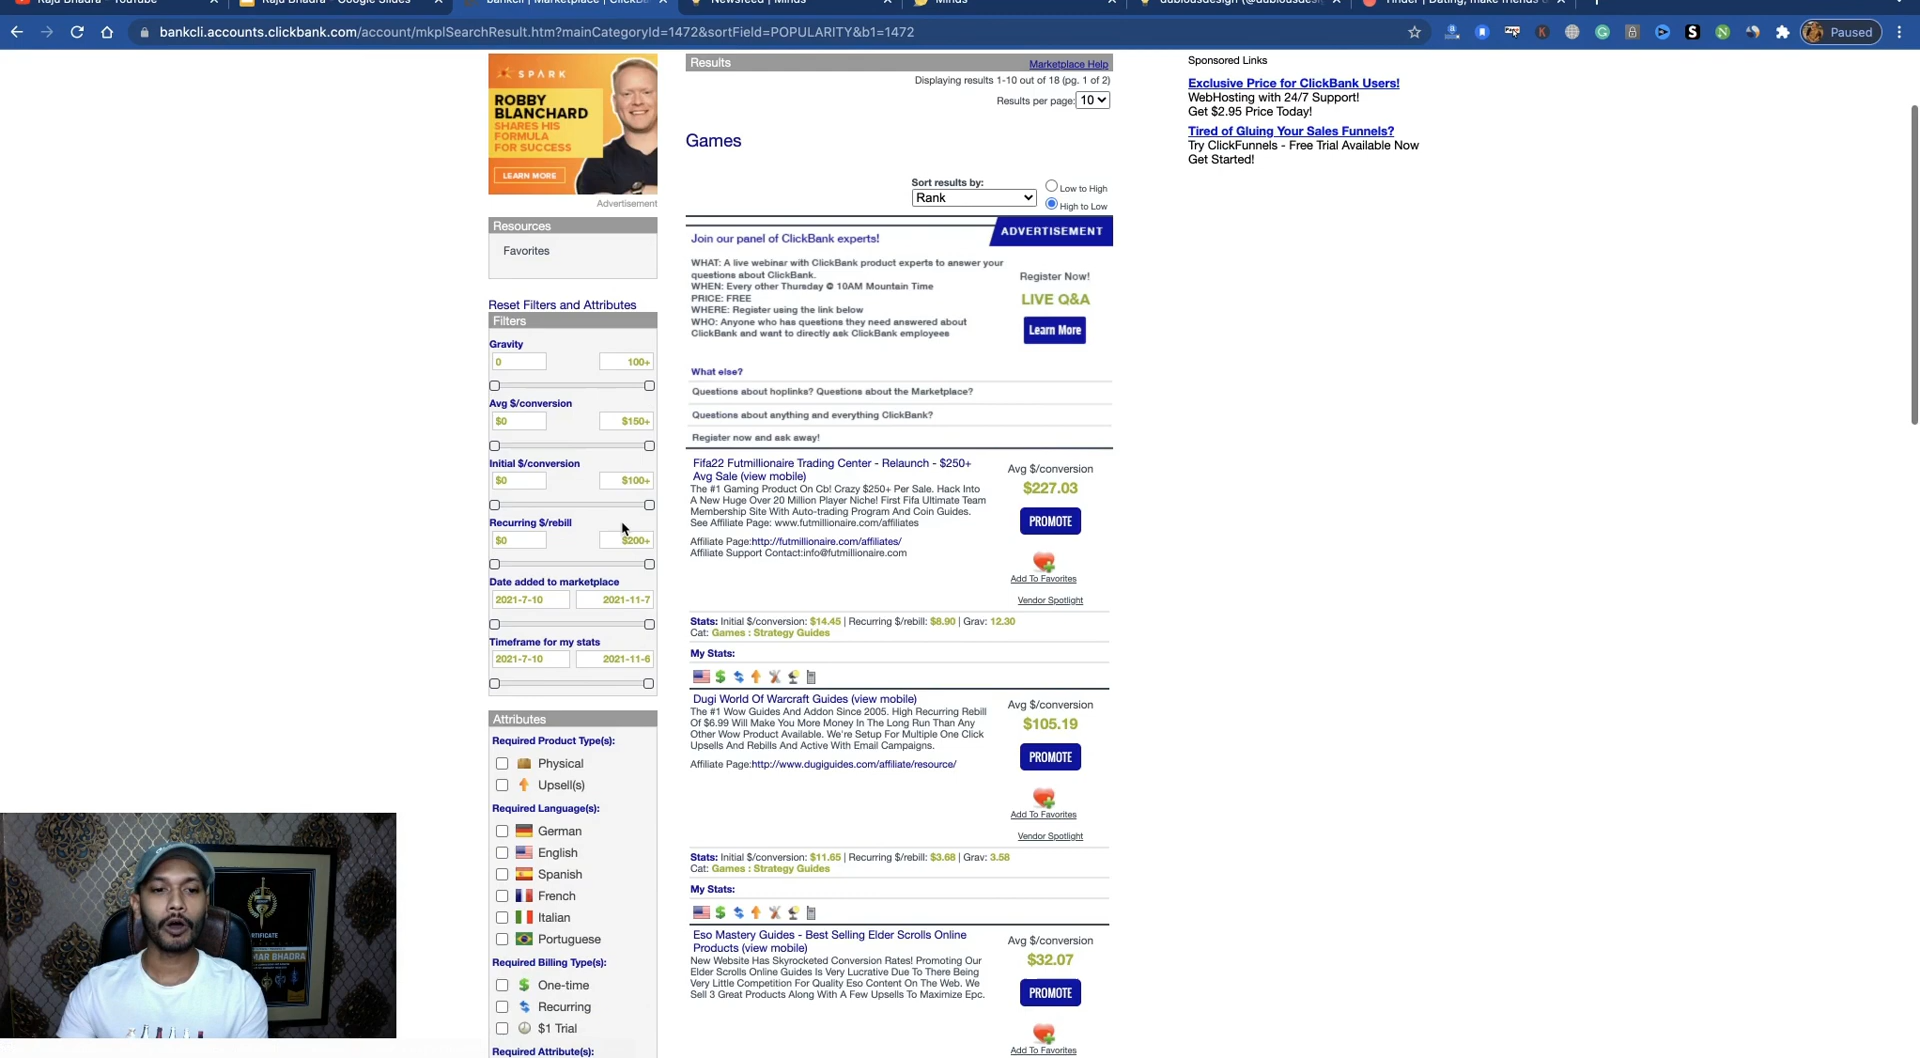 Raju Bhadra - YouTube
Raju Bhadra - Google Slides
bankcli | Marketplace | ClickBa
Newsfeed | Minds
Minds
dubiousdesign (@dubiousdesi
Tinder | Dating, make friends &
bankcli.accounts.clickbank.com/account/mkplSearchResult.htm?mainCategoryId=1472&sortField=POPULARITY&b1=1472
Paused
SPARK
ROBBY
BLANCHARD
SHARES HIS
FORMULA
FOR SUCCESS
LEARN MORE
Advertisement
Resources
Favorites
Reset Filters and Attributes
Filters
Gravity
0 100+
Avg $/conversion
$0 $150+
Initial $/conversion
$0 $100+
Recurring $/rebill
$0 $200+
Date added to marketplace
2021-7-10 2021-11-7
Timeframe for my stats
2021-7-10 2021-11-6
Attributes
Required Product Type(s):
Physical
Upsell(s)
Required Language(s):
German
English
Spanish
French
Italian
Portuguese
Required Billing Type(s):
One-time
Recurring
$1 Trial
Required Attribute(s):
Results Marketplace Help
Displaying results 1-10 out of 18 (pg. 1 of 2)
Results per page: 10
Games
Sort results by:
Rank
Low to High
High to Low
ADVERTISEMENT
Join our panel of ClickBank experts!
WHAT: A live webinar with ClickBank product experts to answer your
questions about ClickBank.
WHEN: Every other Thursday @ 10AM Mountain Time
PRICE: FREE
WHERE: Register using the link below
WHO: Anyone who has questions they need answered about
ClickBank and want to directly ask ClickBank employees
Register Now!
LIVE Q&A
Learn More
What else?
Questions about hoplinks? Questions about the Marketplace?
Questions about anything and everything ClickBank?
Register now and ask away!
Fifa22 Futmillionaire Trading Center - Relaunch - $250+
Avg Sale (view mobile)
The #1 Gaming Product On Cb! Crazy $250+ Per Sale. Hack Into
A New Huge Over 20 Million Player Niche! First Fifa Ultimate Team
Membership Site With Auto-trading Program And Coin Guides.
See Affiliate Page: www.futmillionaire.com/affiliates
Affiliate Page:http://futmillionaire.com/affiliates/
Affiliate Support Contact:info@futmillionaire.com
Avg $/conversion
$227.03
PROMOTE
Add To Favorites
Vendor Spotlight
Stats: Initial $/conversion: $14.45 | Recurring $/rebill: $8.90 | Grav: 12.30
Cat: Games : Strategy Guides
My Stats:
Dugi World Of Warcraft Guides (view mobile)
The #1 Wow Guides And Addon Since 2005. High Recurring Rebill
Of $6.99 Will Make You More Money In The Long Run Than Any
Other Wow Product Available. We're Setup For Multiple One Click
Upsells And Rebills And Active With Email Campaigns.
Affiliate Page:http://www.dugiguides.com/affiliate/resource/
Avg $/conversion
$105.19
PROMOTE
Add To Favorites
Vendor Spotlight
Stats: Initial $/conversion: $11.65 | Recurring $/rebill: $3.68 | Grav: 3.58
Cat: Games : Strategy Guides
My Stats:
Eso Mastery Guides - Best Selling Elder Scrolls Online
Products (view mobile)
New Website Has Skyrocketed Conversion Rates! Promoting Our
Elder Scrolls Online Guides Is Very Lucrative Due To There Being
Very Little Competition For Quality Eso Content On The Web. We
Sell 3 Great Products Along With A Few Upsells To Maximize Epc.
Avg $/conversion
$32.07
PROMOTE
Add To Favorites
Sponsored Links
Exclusive Price for ClickBank Users!
WebHosting with 24/7 Support!
Get $2.95 Price Today!
Tired of Gluing Your Sales Funnels?
Try ClickFunnels - Free Trial Available Now
Get Started!
CERTIFICATE
MAR BHADRA